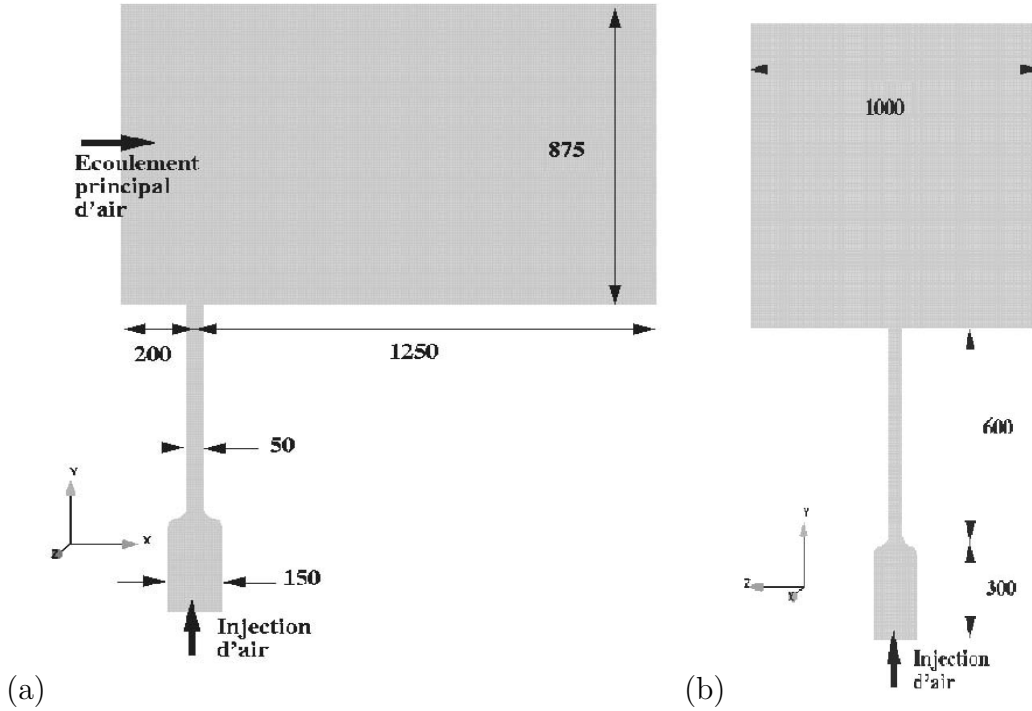 Ecoulement
principal
d'air
875
200
1250
50
Y
X
Z
150
Injection
d'air
(a)
1000
600
Y
Z
X
300
Injection
d'air
(b)